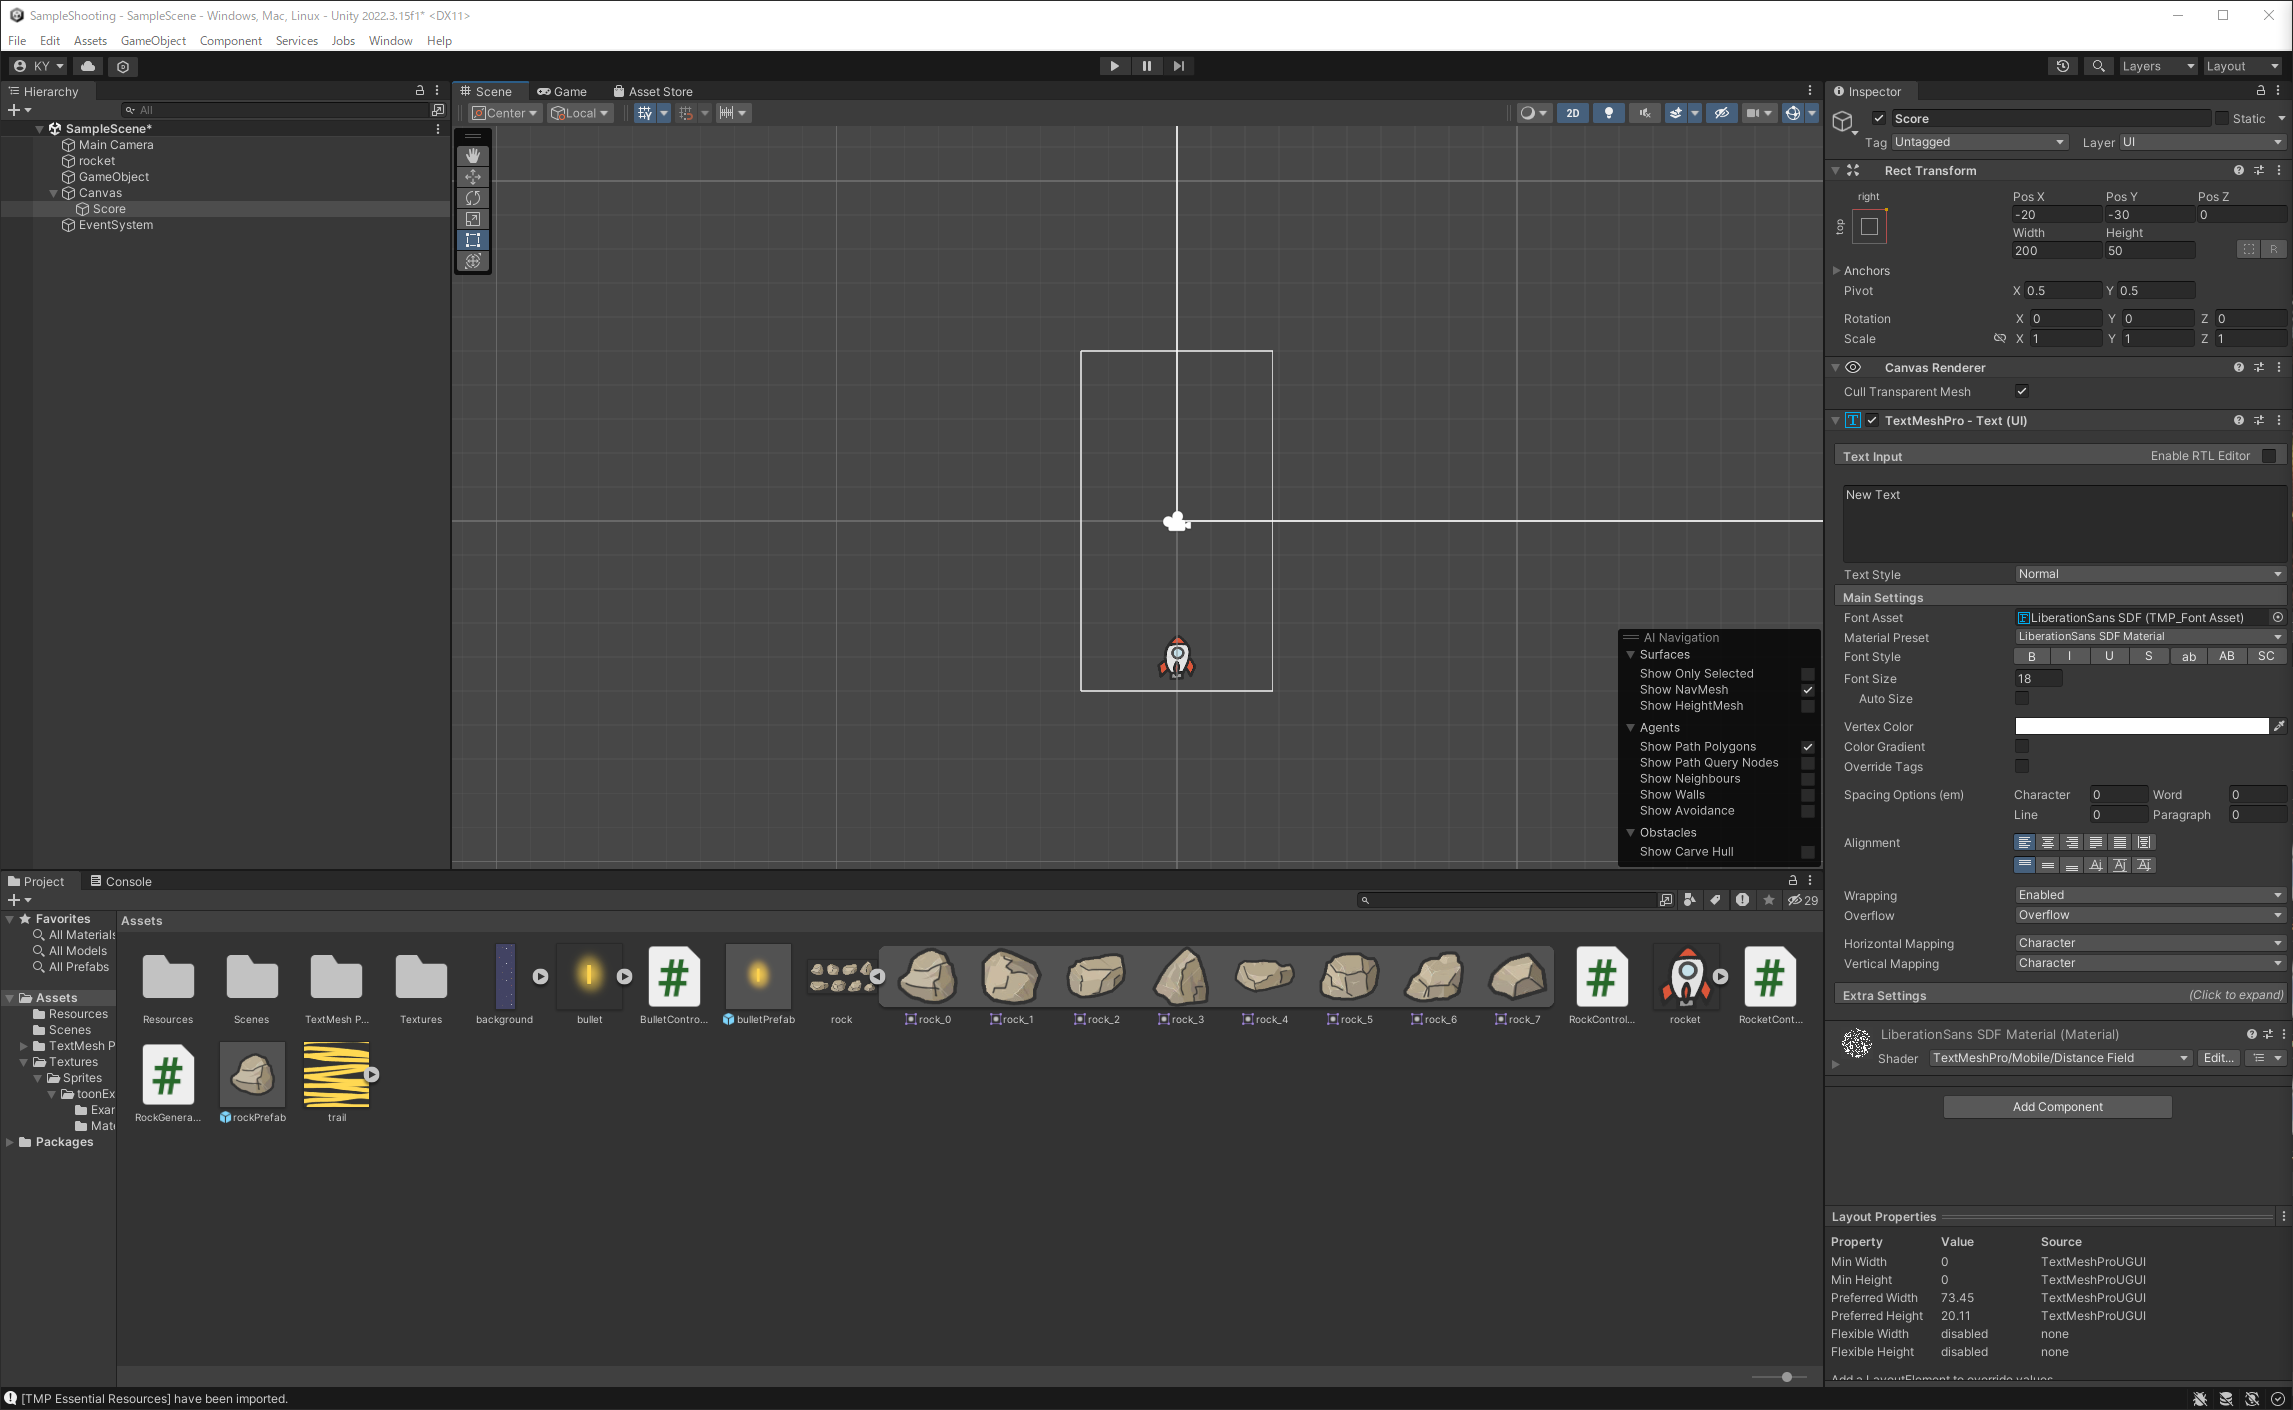 SampleShooting - SampleScene - Windows, Mac, Linux - Unity 2022.3.15f1* <DX11>
File Edit Assets GameObject Component Services Jobs Window Help
KY
Layers
Layout
Hierarchy
All
SampleScene*
Main Camera
rocket
GameObject
Canvas
Score
EventSystem
Scene
Game
Asset Store
Center
Local
2D
AI Navigation
Surfaces
Show Only Selected
Show NavMesh
Show HeightMesh
Agents
Show Path Polygons
Show Path Query Nodes
Show Neighbours
Show Walls
Show Avoidance
Obstacles
Show Carve Hull
Inspector
Score
Static
Tag Untagged Layer UI
Rect Transform
right
top
Pos X Pos Y Pos Z
-20 -30 0
Width Height
200 50
R
Anchors
Pivot X 0.5 Y 0.5
Rotation X 0 Y 0 Z 0
Scale X 1 Y 1 Z 1
Canvas Renderer
Cull Transparent Mesh
TextMeshPro - Text (UI)
Text Input Enable RTL Editor
New Text
Text Style Normal
Main Settings
Font Asset LiberationSans SDF (TMP_Font Asset)
Material Preset LiberationSans SDF Material
Font Style B I U S ab AB SC
Font Size 18
Auto Size
Vertex Color
Color Gradient
Override Tags
Spacing Options (em) Character 0 Word 0
Line 0 Paragraph 0
Alignment
Wrapping Enabled
Overflow Overflow
Horizontal Mapping Character
Vertical Mapping Character
Extra Settings (Click to expand)
LiberationSans SDF Material (Material)
Shader TextMeshPro/Mobile/Distance Field Edit...
Add Component
Layout Properties
Property Value Source
Min Width 0 TextMeshProUGUI
Min Height 0 TextMeshProUGUI
Preferred Width 73.45 TextMeshProUGUI
Preferred Height 20.11 TextMeshProUGUI
Flexible Width disabled none
Flexible Height disabled none
Add a LayoutElement to override values
Project
Console
29
Favorites
All Materials
All Models
All Prefabs
Assets
Resources
Scenes
TextMesh P
Textures
Sprites
toonEx
Exar
Mate
Packages
Assets
Resources Scenes TextMesh P... Textures background bullet BulletContro... bulletPrefab rock rock_0 rock_1 rock_2 rock_3 rock_4 rock_5 rock_6 rock_7 RockControl... rocket RocketCont...
RockGenera... rockPrefab trail
[TMP Essential Resources] have been imported.